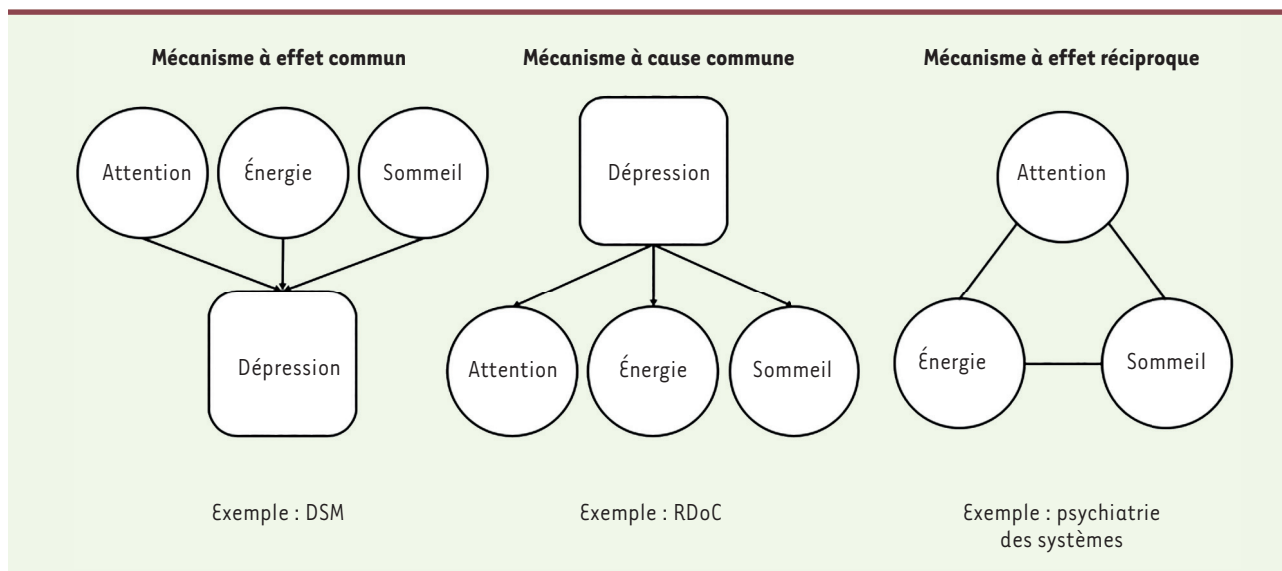 Mécanisme à effet commun
Attention
Énergie
Sommeil
Dépression
Exemple : DSM
Mécanisme à cause commune
Dépression
Attention
Énergie
Sommeil
Exemple : RDoC
Mécanisme à effet réciproque
Attention
Énergie
Sommeil
Exemple : psychiatrie
des systèmes